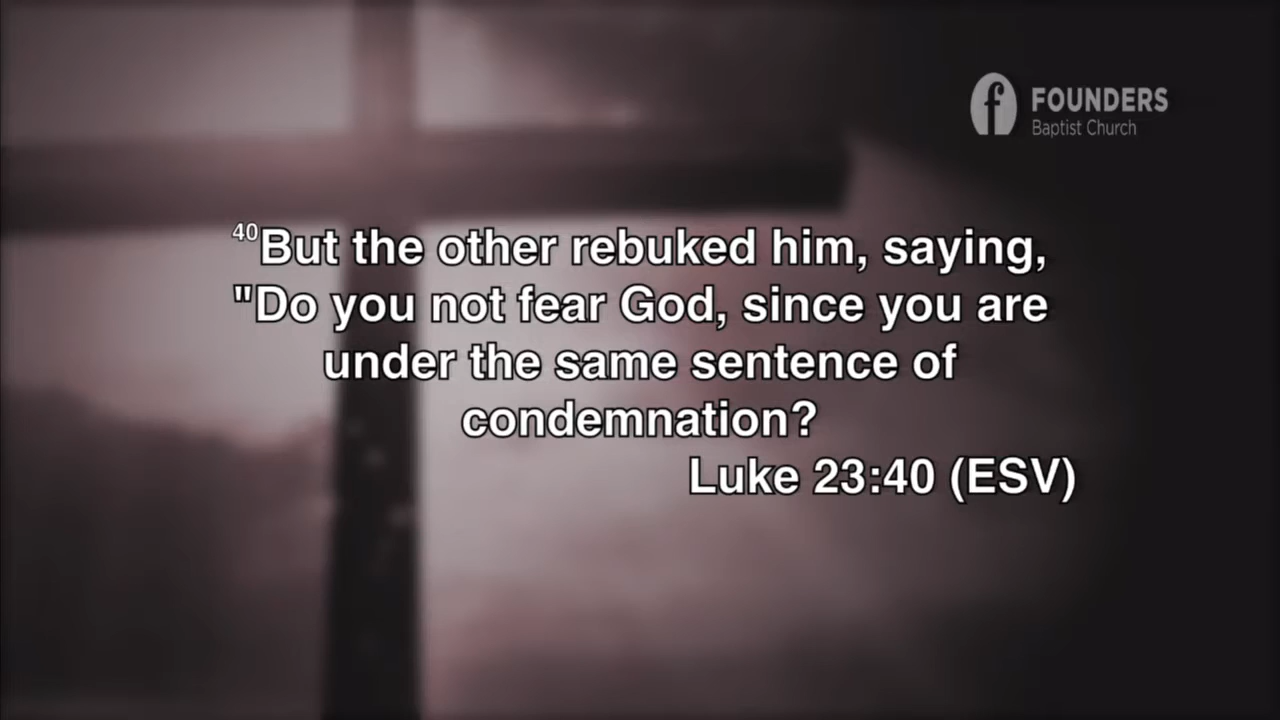 FOUNDERS
Baptist Church
40But the other rebuked him, saying,
"Do you not fear God, since you are
under the same sentence of
condemnation?
Luke 23:40 (ESV)